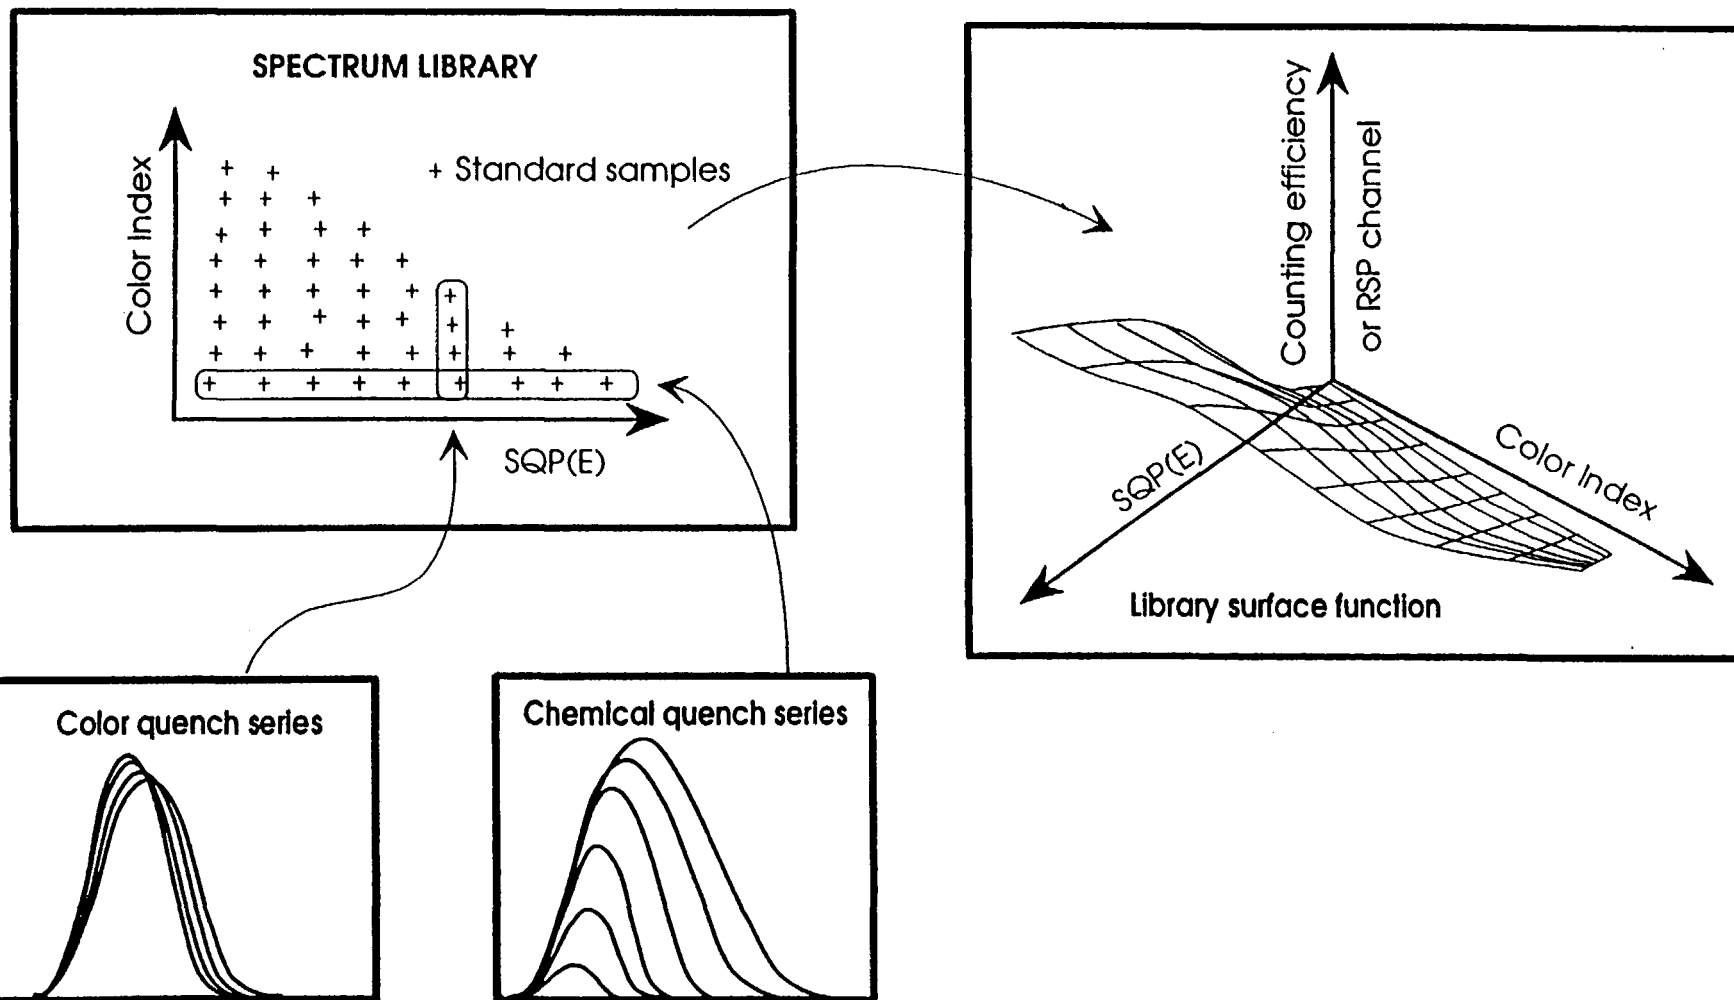 SPECTRUM LIBRARY
Color Index
+ Standard samples
SQP(E)
Counting efficiency
or RSP channel
SQP(E)
Color Index
Library surface function
Color quench series
Chemical quench series